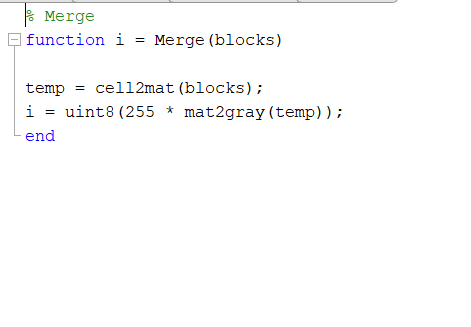 % Merge
function i = Merge(blocks)
temp = cell2mat(blocks);
i = uint8(255 * mat2gray(temp));
end